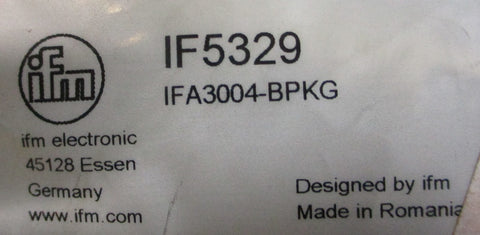 ifm
IF5329
IFA3004-BPKG
ifm electronic
45128 Essen
Germany
www.ifm.com
Designed by ifm
Made in Romania